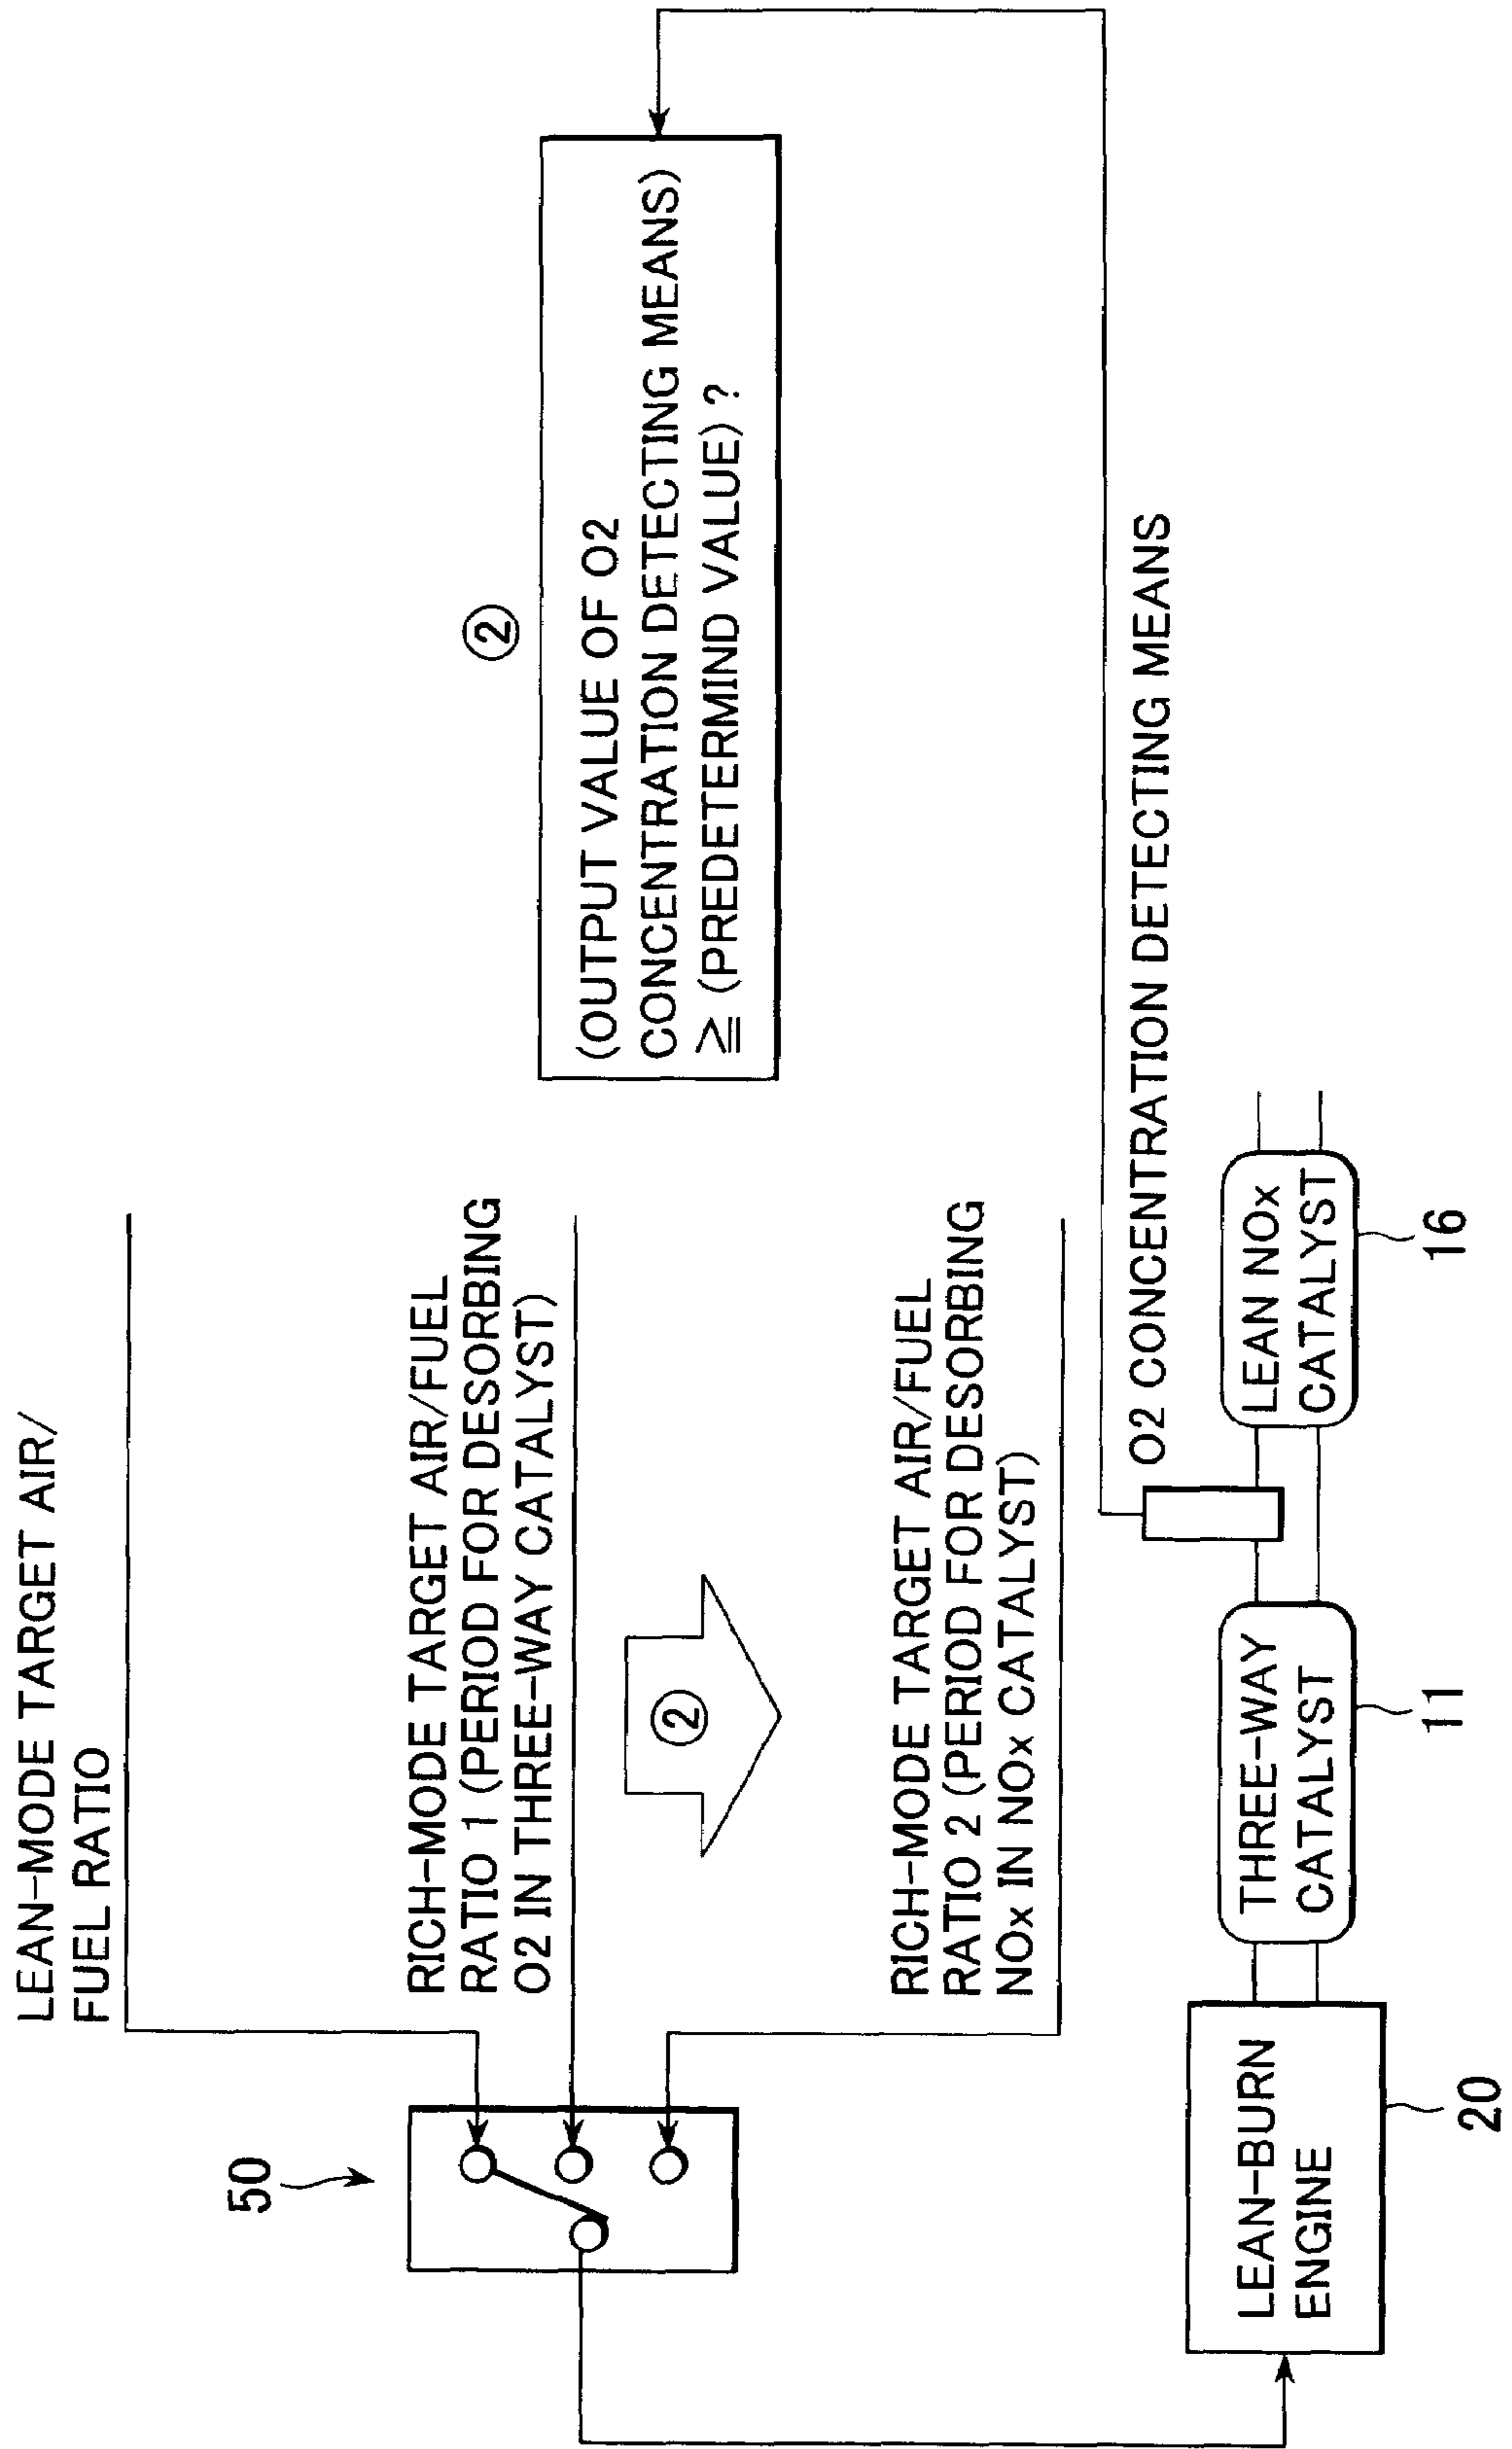 LEAN-MODE TARGET AIR/
FUEL RATIO
50
RICH-MODE TARGET AIR/FUEL
RATIO 1 (PERIOD FOR DESORBING
O2 IN THREE-WAY CATALYST)
②
(OUTPUT VALUE OF O2
CONCENTRATION DETECTING MEANS)
≧ (PREDETERMIND VALUE) ?
②
RICH-MODE TARGET AIR/FUEL
RATIO 2 (PERIOD FOR DESORBING
NOx IN NOx CATALYST)
O2 CONCENTRATION DETECTING MEANS
LEAN-BURN
ENGINE
20
THREE-WAY
CATALYST
11
LEAN NOx
CATALYST
16